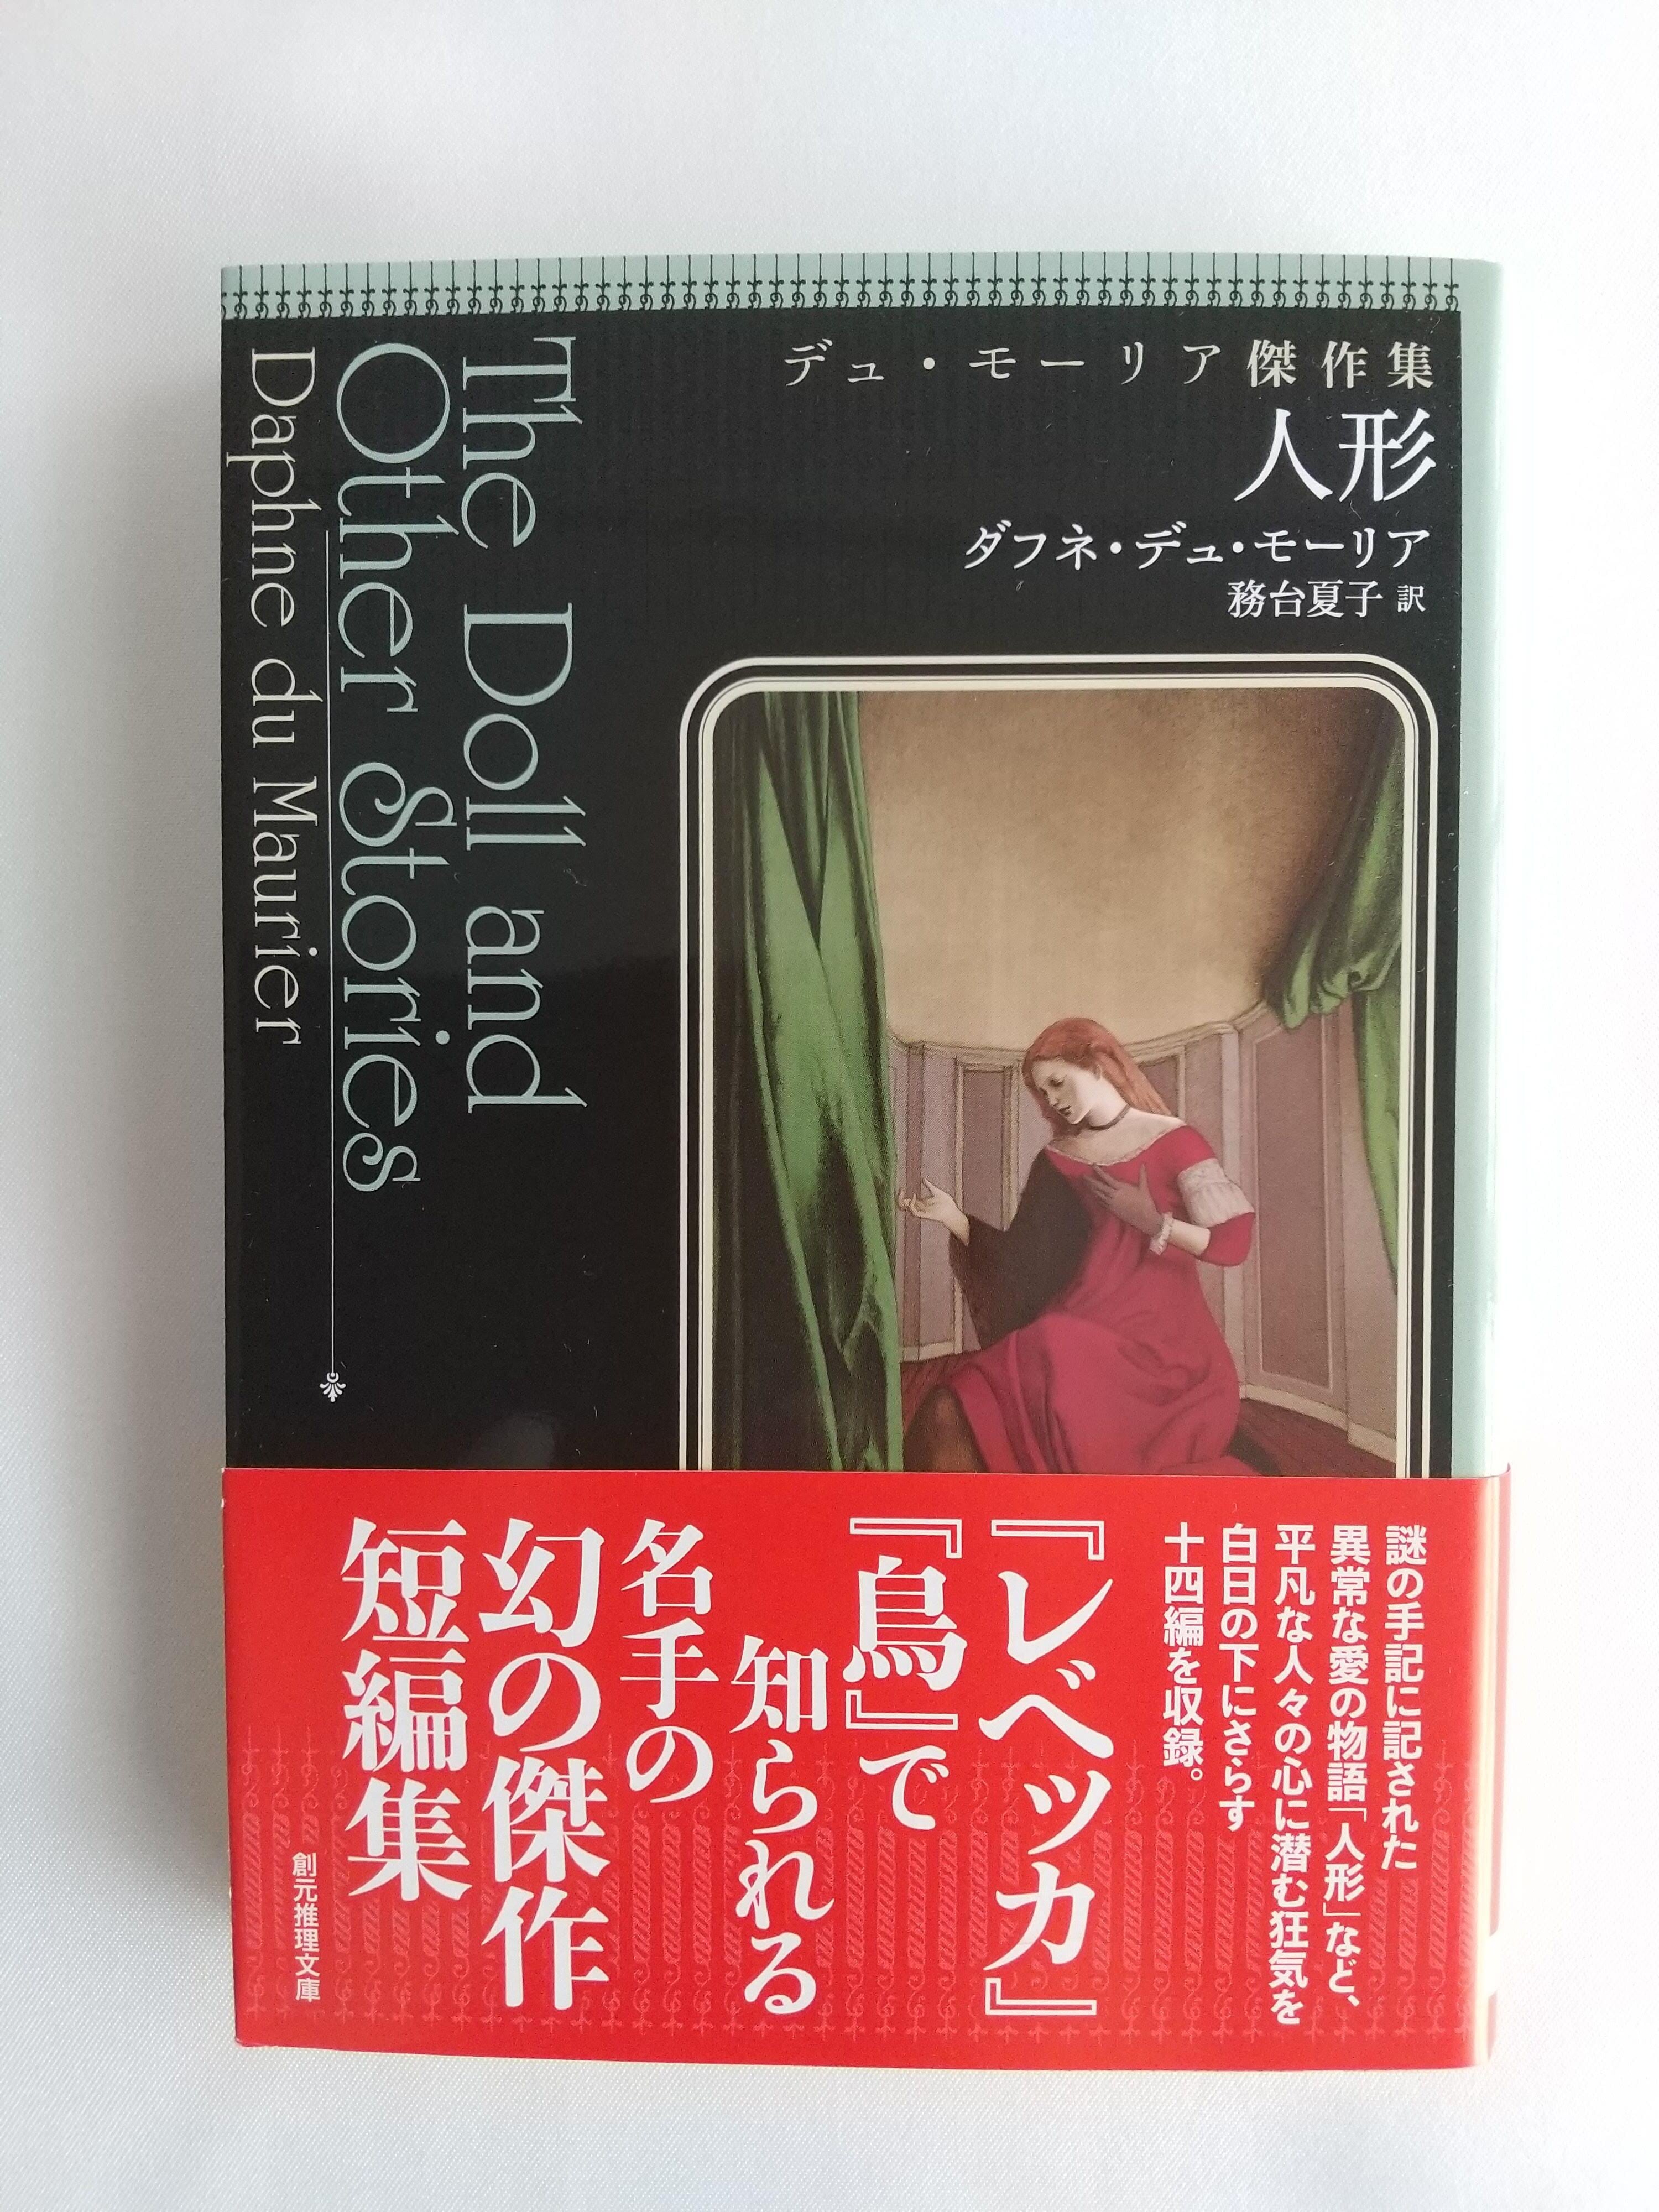 デュ・モーリア傑作集
人形
ダフネ・デュ・モーリア
務台夏子 訳
The Doll and
Other Stories
Daphne du Maurier
謎の手記に記された
異常な愛の物語「人形」など、
平凡な人々の心に潜む狂気を
白日の下にさらす
十四編を収録。
『レベッカ』
『鳥』で
知られる
名手の
幻の傑作
短編集
創元推理文庫